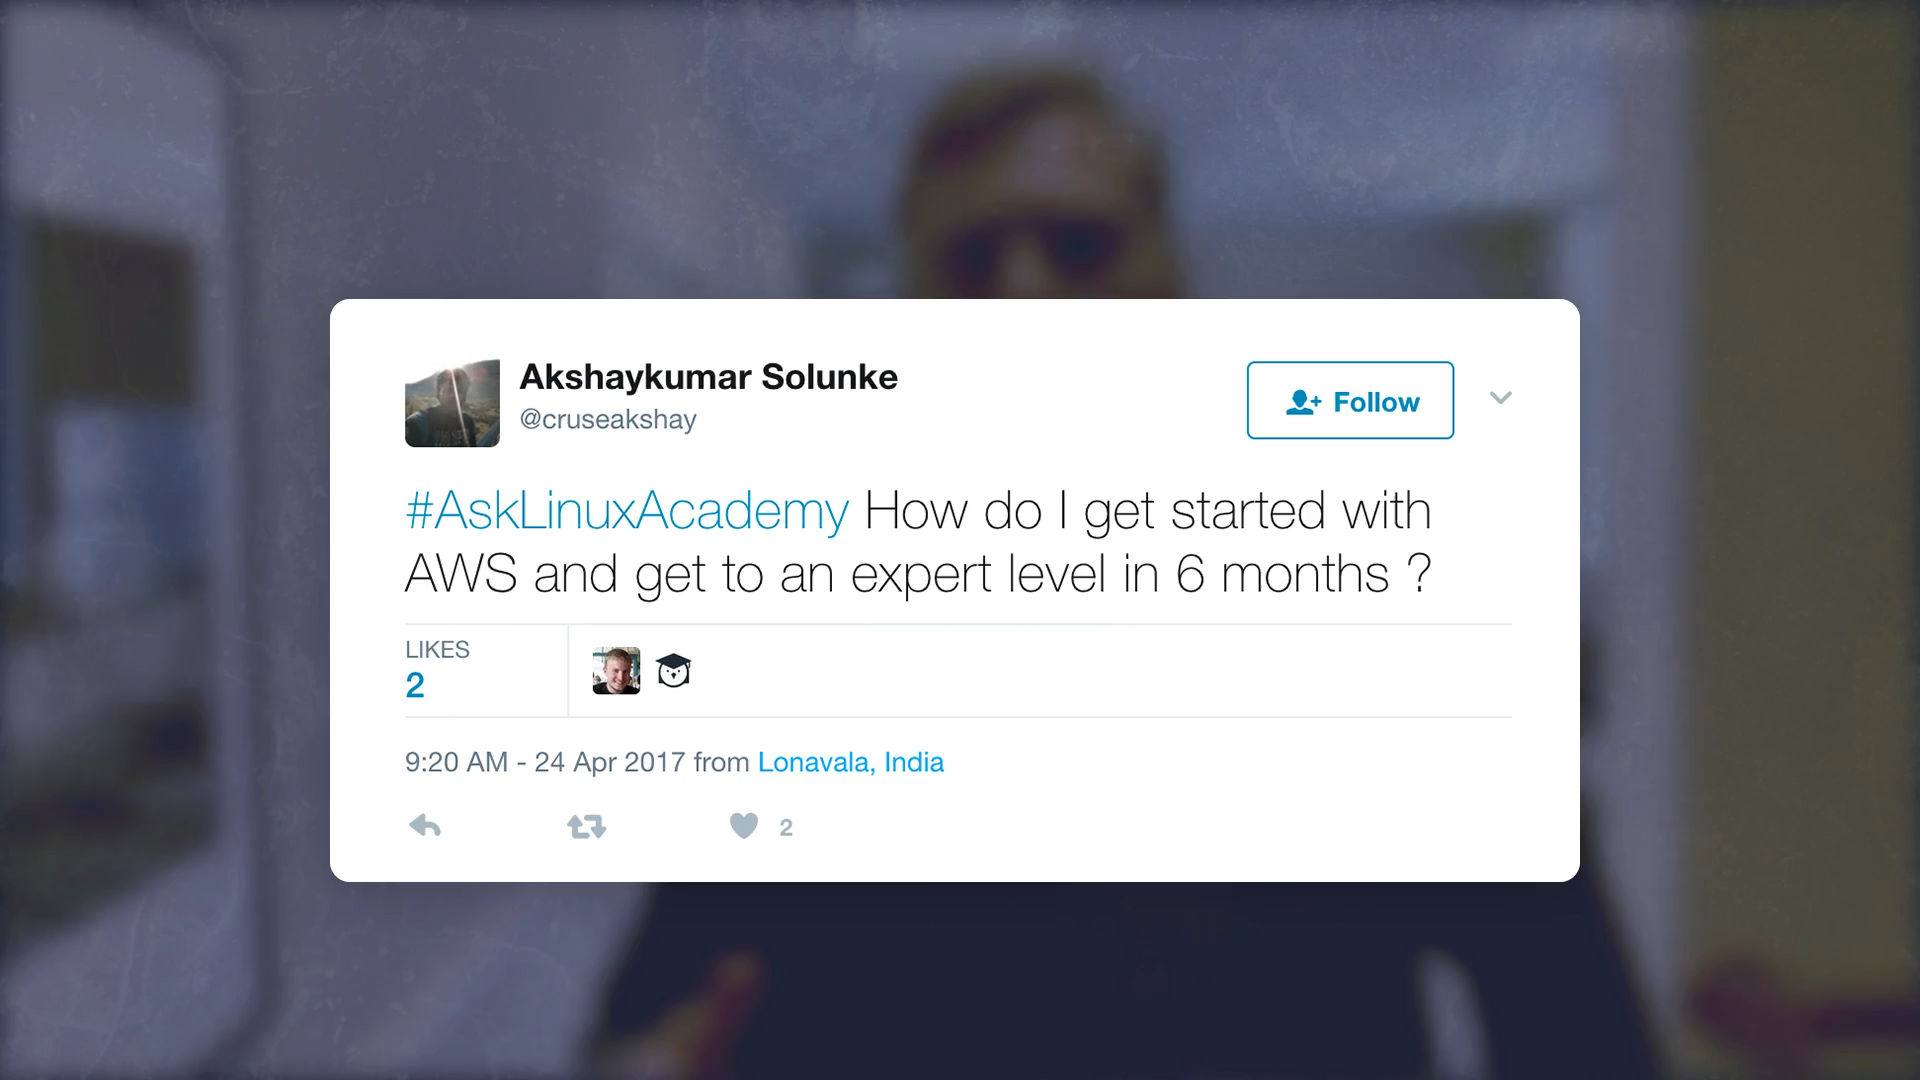 Akshaykumar Solunke
@cruseakshay
Follow
#AskLinuxAcademy How do I get started with
AWS and get to an expert level in 6 months ?
LIKES
2
9:20 AM - 24 Apr 2017 from Lonavala, India
2